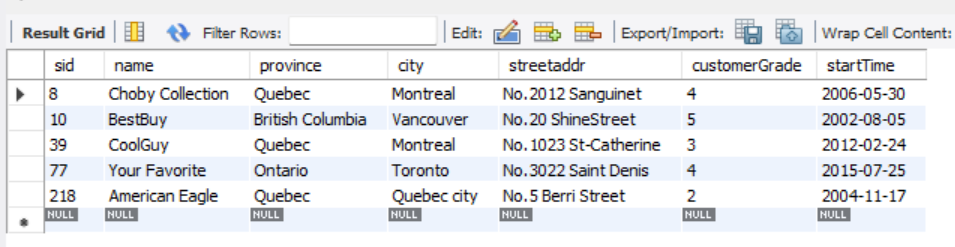 Result Grid Filter Rows: Edit: Export/Import: Wrap Cell Content:
sid name province city streetaddr customerGrade startTime
8 Choby Collection Quebec Montreal No.2012 Sanguinet 4 2006-05-30
10 BestBuy British Columbia Vancouver No.20 ShineStreet 5 2002-08-05
39 CoolGuy Quebec Montreal No.1023 St-Catherine 3 2012-02-24
77 Your Favorite Ontario Toronto No.3022 Saint Denis 4 2015-07-25
218 American Eagle Quebec Quebec city No.5 Berri Street 2 2004-11-17
NULL NULL NULL NULL NULL NULL NULL